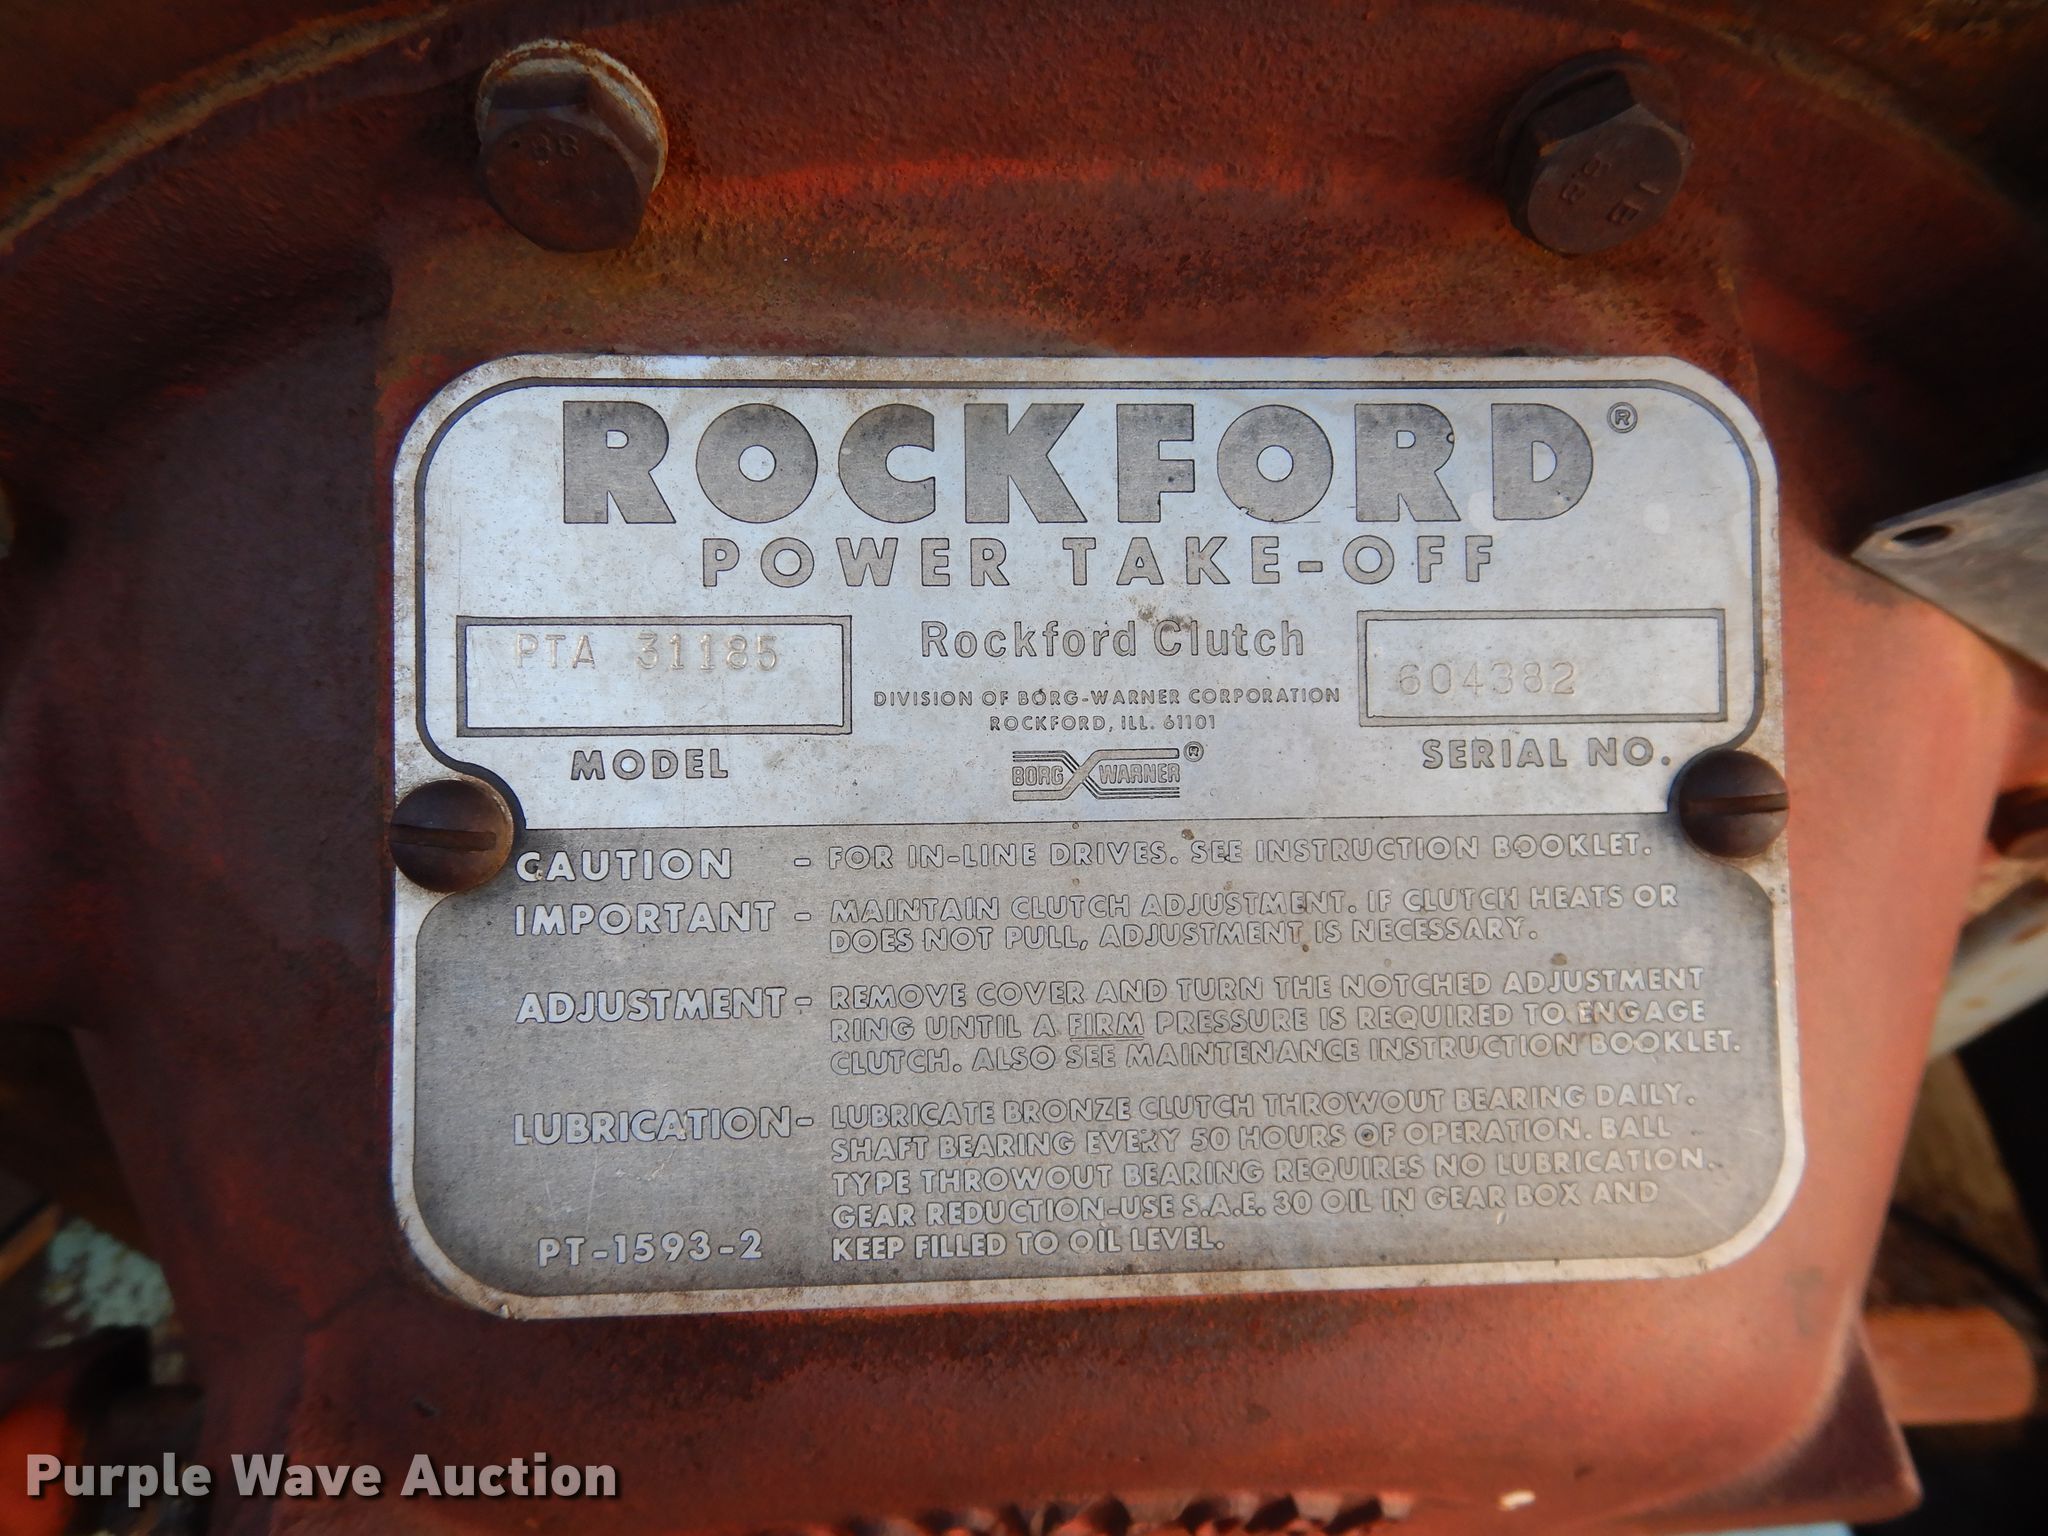 ROCKFORD®
POWER TAKE-OFF
PTA 31185
MODEL
Rockford Clutch
DIVISION OF BORG-WARNER CORPORATION
ROCKFORD, ILL. 61101
BORG WARNER®
604382
SERIAL NO.
CAUTION - FOR IN-LINE DRIVES. SEE INSTRUCTION BOOKLET.
IMPORTANT - MAINTAIN CLUTCH ADJUSTMENT. IF CLUTCH HEATS OR
DOES NOT PULL, ADJUSTMENT IS NECESSARY.
ADJUSTMENT - REMOVE COVER AND TURN THE NOTCHED ADJUSTMENT
RING UNTIL A FIRM PRESSURE IS REQUIRED TO ENGAGE
CLUTCH. ALSO SEE MAINTENANCE INSTRUCTION BOOKLET.
LUBRICATION- LUBRICATE BRONZE CLUTCH THROWOUT BEARING DAILY.
SHAFT BEARING EVERY 50 HOURS OF OPERATION. BALL
TYPE THROWOUT BEARING REQUIRES NO LUBRICATION.
GEAR REDUCTION-USE S.A.E. 30 OIL IN GEAR BOX AND
KEEP FILLED TO OIL LEVEL.
PT-1593-2
Purple Wave Auction